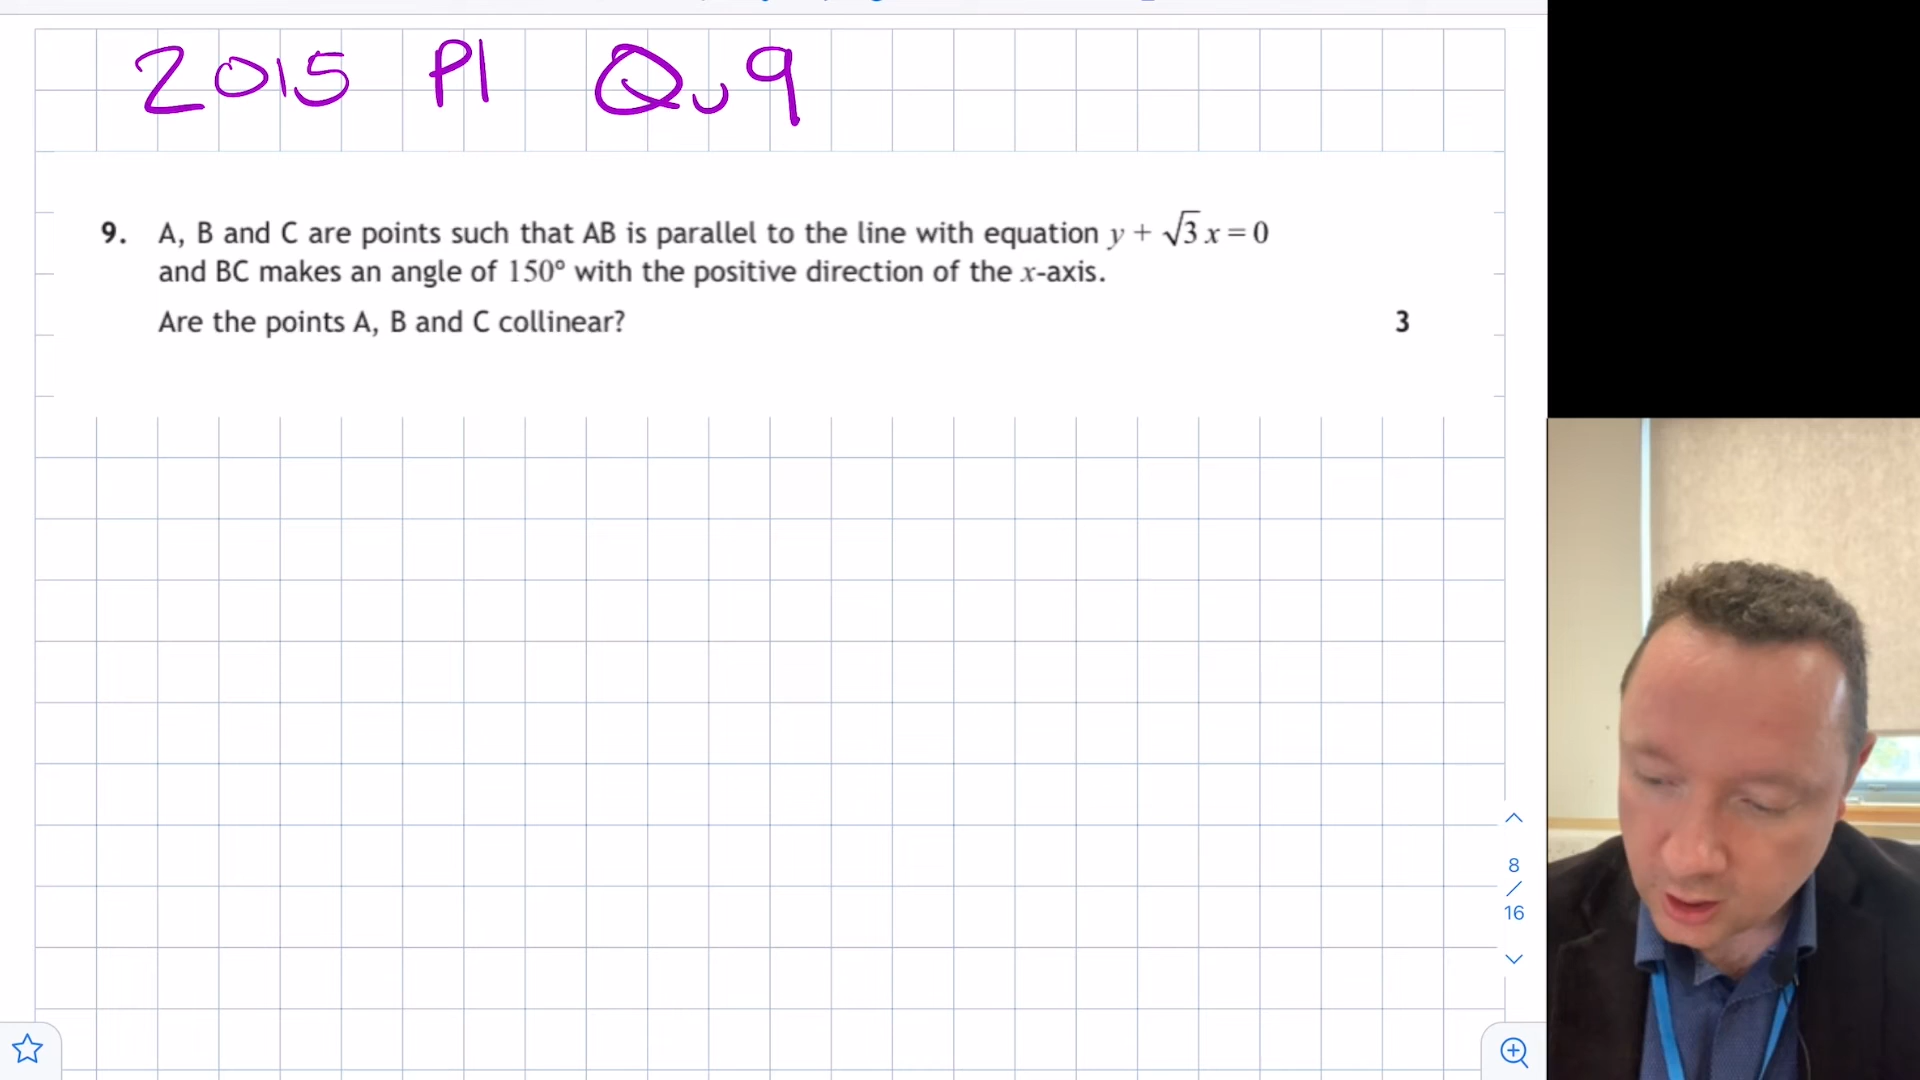 2015 P1 Qu 9
9. A, B and C are points such that AB is parallel to the line with equation y + √3 x = 0
and BC makes an angle of 150° with the positive direction of the x-axis.
Are the points A, B and C collinear? 3
8
/
16